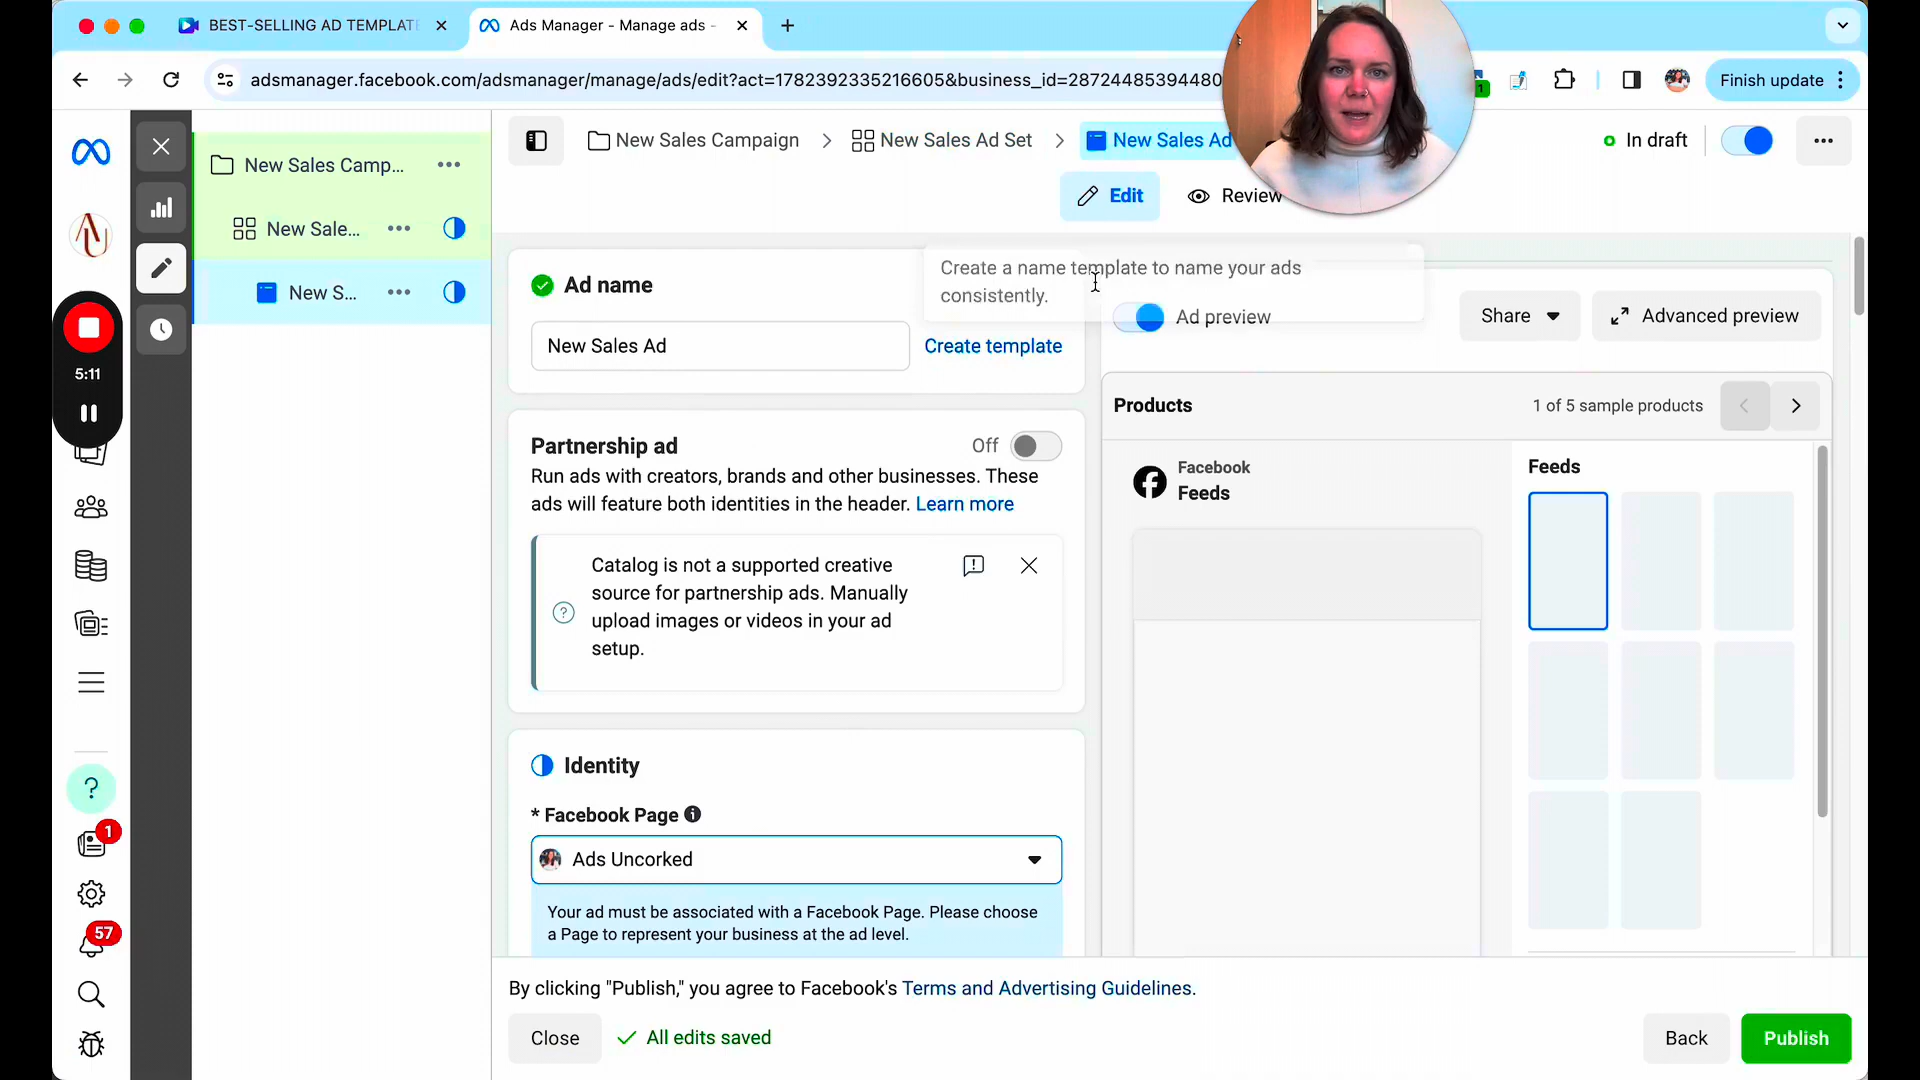 BEST-SELLING AD TEMPLATE
Ads Manager - Manage ads -
adsmanager.facebook.com/adsmanager/manage/ads/edit?act=1782392335216605&business_id=28724485394480
1
Finish update
New Sales Campaign
New Sales Ad Set
New Sales Ad
In draft
Edit
Review
New Sales Camp...
New Sale...
New S...
5:11
1
57
Ad name
New Sales Ad
Create template
Create a name template to name your ads
consistently.
Ad preview
Share
Advanced preview
Partnership ad
Off
Run ads with creators, brands and other businesses. These
ads will feature both identities in the header. Learn more
Catalog is not a supported creative
source for partnership ads. Manually
upload images or videos in your ad
setup.
Identity
* Facebook Page
Ads Uncorked
Your ad must be associated with a Facebook Page. Please choose
a Page to represent your business at the ad level.
Products
1 of 5 sample products
Facebook
Feeds
Feeds
By clicking "Publish," you agree to Facebook's Terms and Advertising Guidelines.
Close
All edits saved
Back
Publish